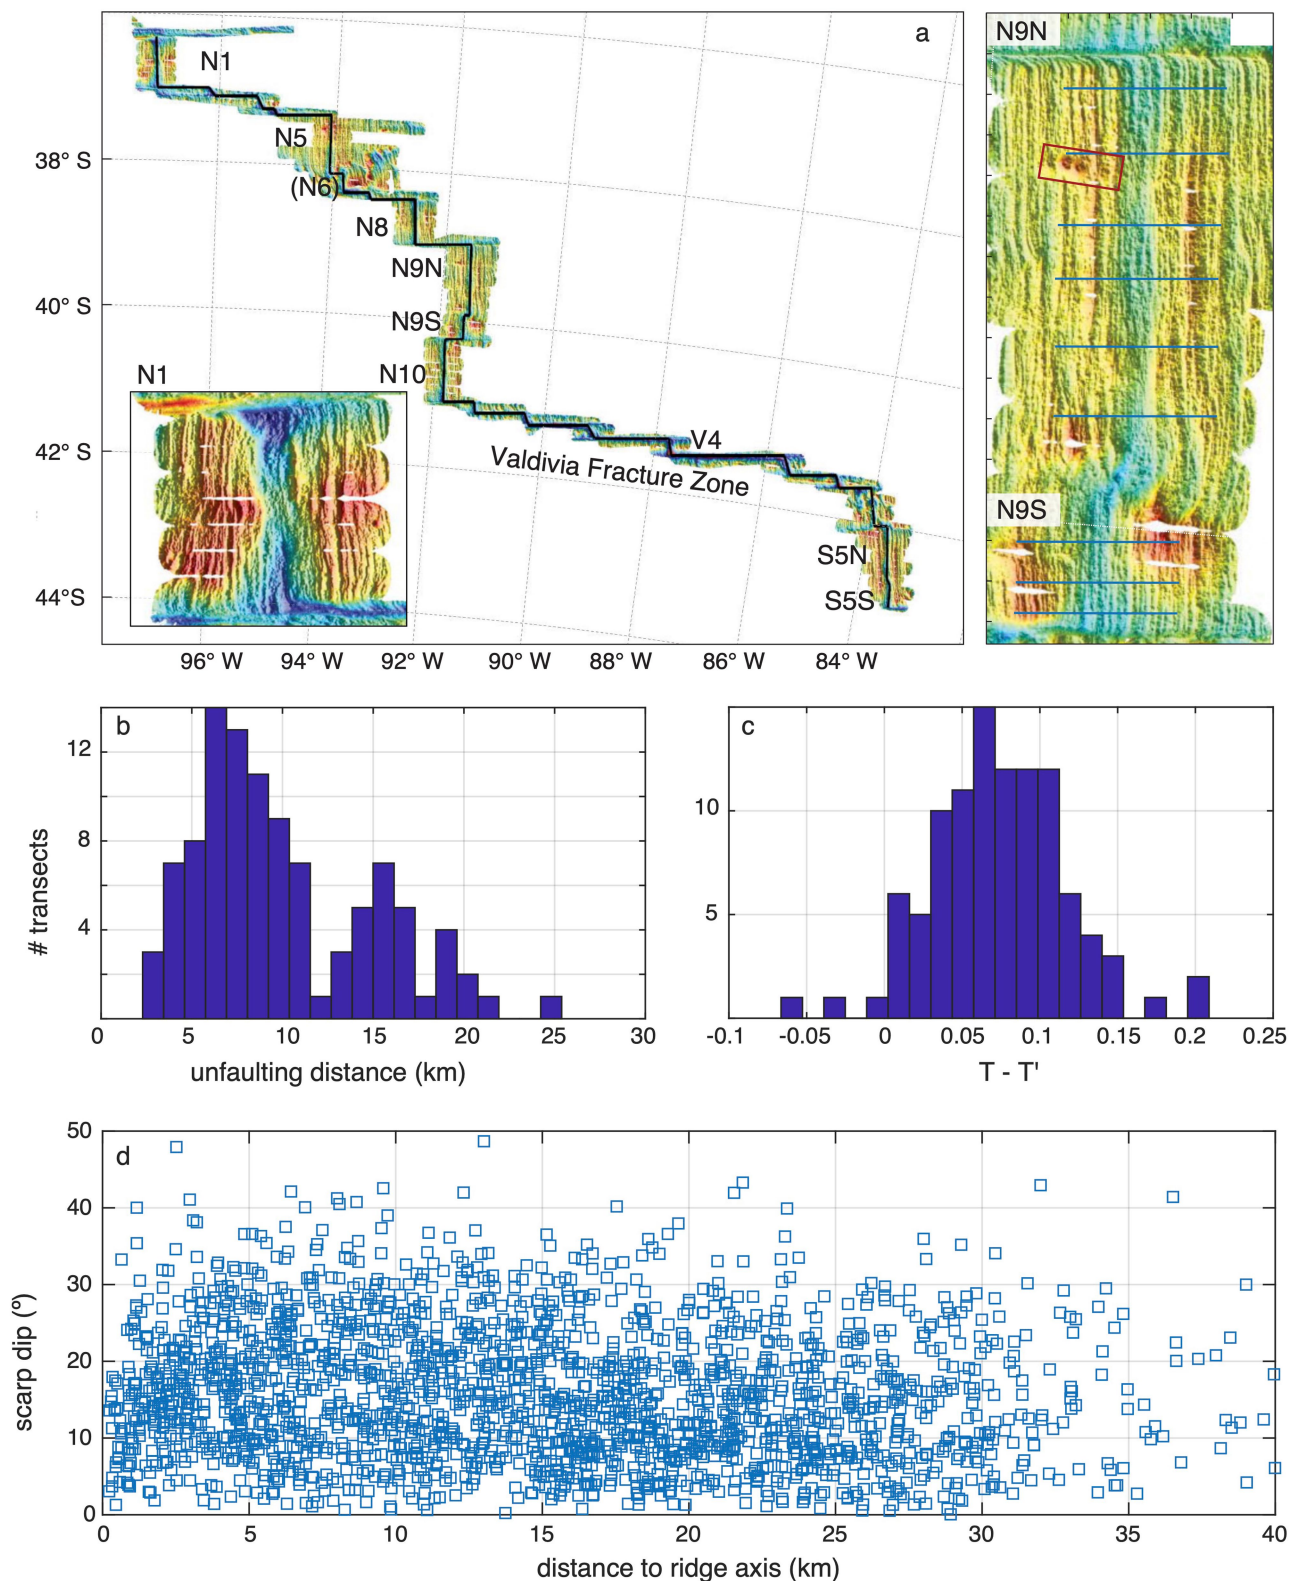 a
N1
N5
(N6)
N8
N9N
N9S
N10
V4
Valdivia Fracture Zone
S5N
S5S
38° S
40° S
42° S
44°S
96° W
94° W
92° W
90° W
88° W
86° W
84° W
N1
N9N
N9S
b
12
8
4
# transects
0
5
10
15
20
25
30
unfaulting distance (km)
c
10
5
-0.1
-0.05
0
0.05
0.1
0.15
0.2
0.25
T - T'
d
50
40
30
20
10
0
scarp dip (º)
0
5
10
15
20
25
30
35
40
distance to ridge axis (km)